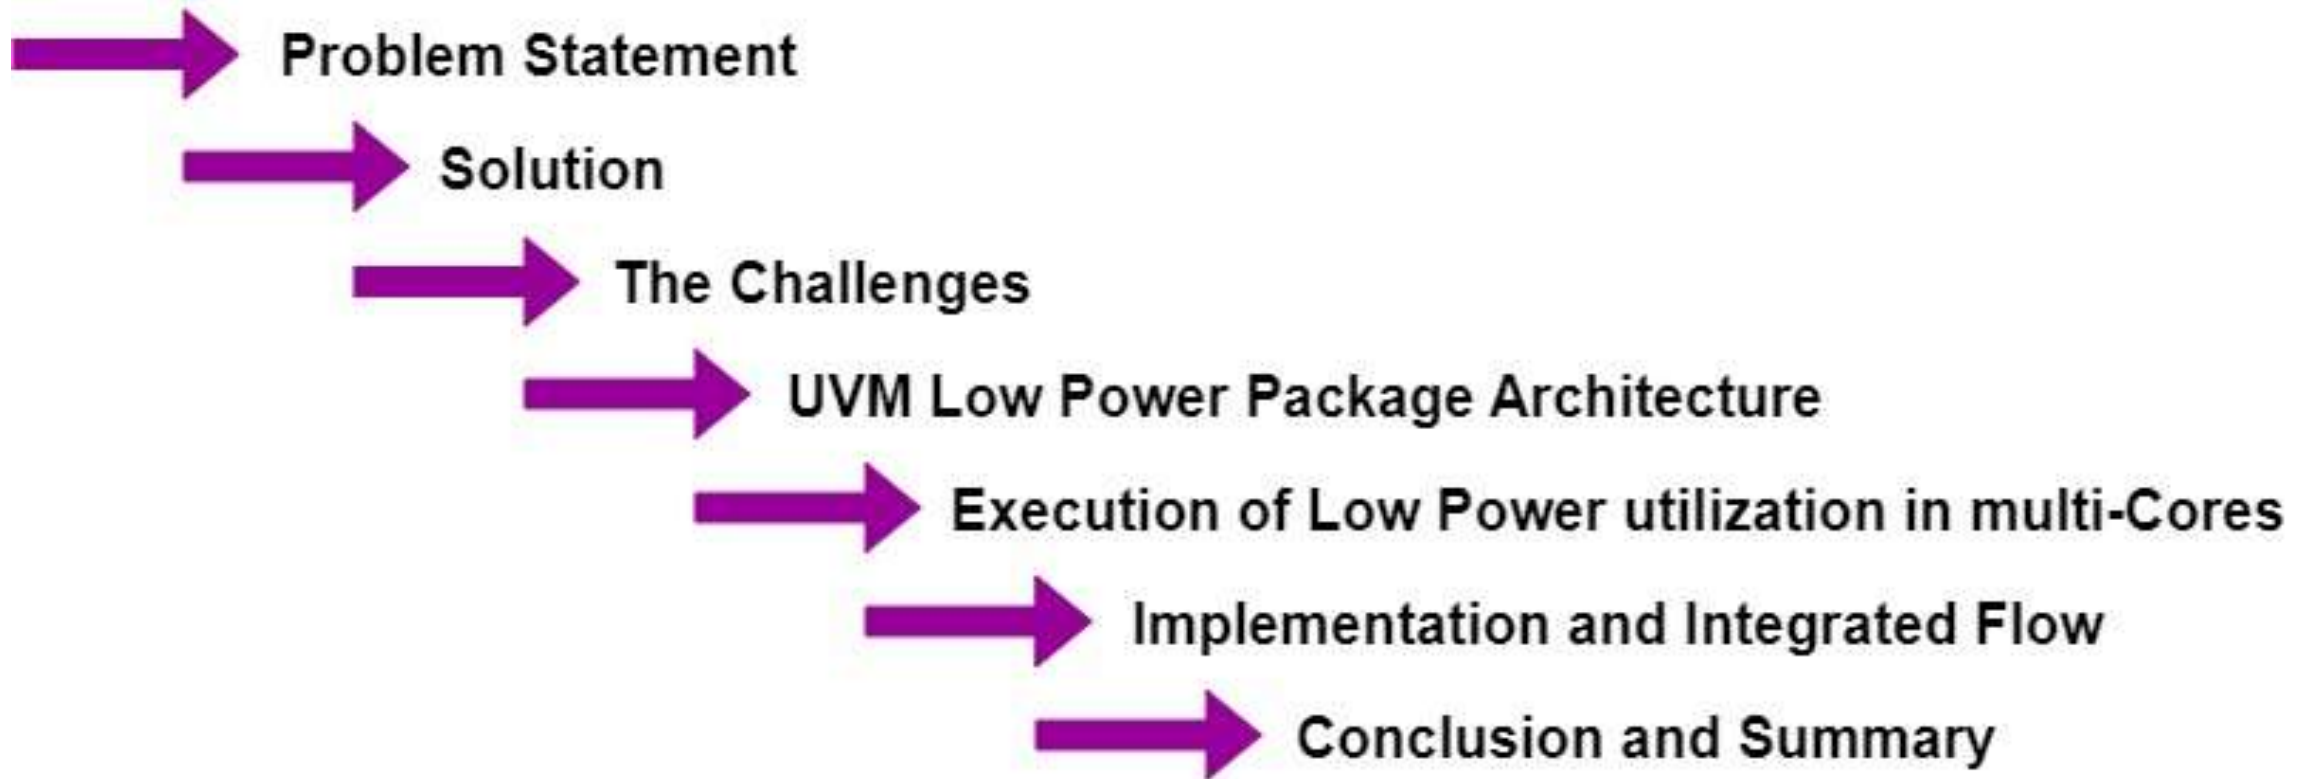 Problem Statement
Solution
The Challenges
UVM Low Power Package Architecture
Execution of Low Power utilization in multi-Cores
Implementation and Integrated Flow
Conclusion and Summary